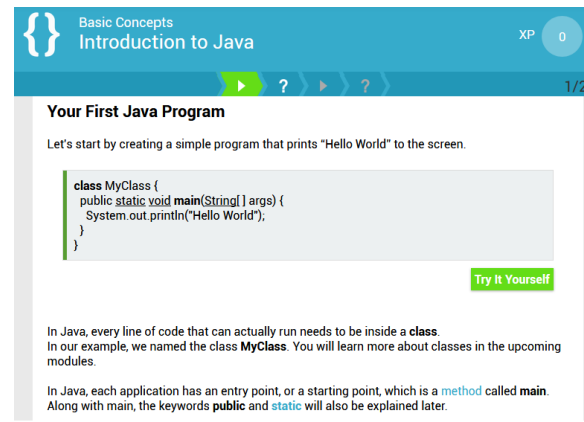 {}
Basic Concepts
Introduction to Java
XP 0
? ?
1/2
Your First Java Program
Let's start by creating a simple program that prints “Hello World” to the screen.
class MyClass {
public static void main(String[ ] args) {
System.out.println("Hello World");
}
}
Try It Yourself
In Java, every line of code that can actually run needs to be inside a class.
In our example, we named the class MyClass. You will learn more about classes in the upcoming
modules.
In Java, each application has an entry point, or a starting point, which is a method called main.
Along with main, the keywords public and static will also be explained later.